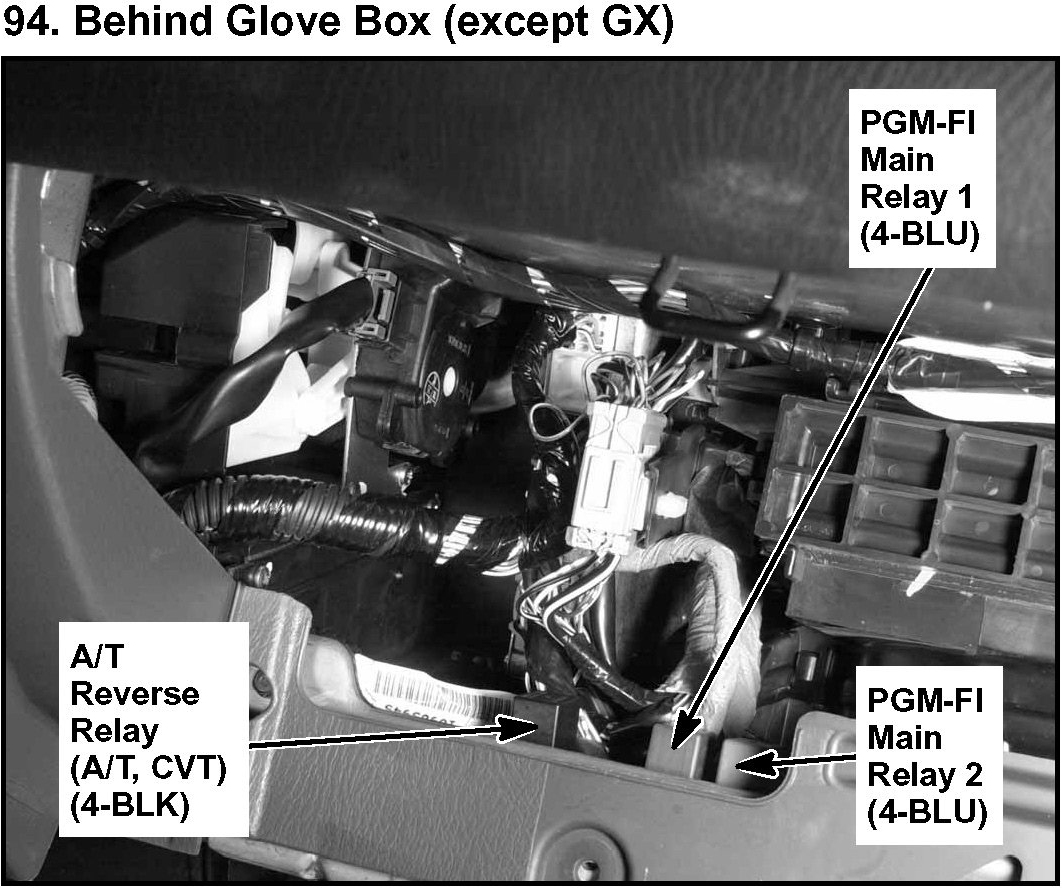 94. Behind Glove Box (except GX)
PGM-FI
Main
Relay 1
(4-BLU)
A/T
Reverse
Relay
(A/T, CVT)
(4-BLK)
PGM-FI
Main
Relay 2
(4-BLU)